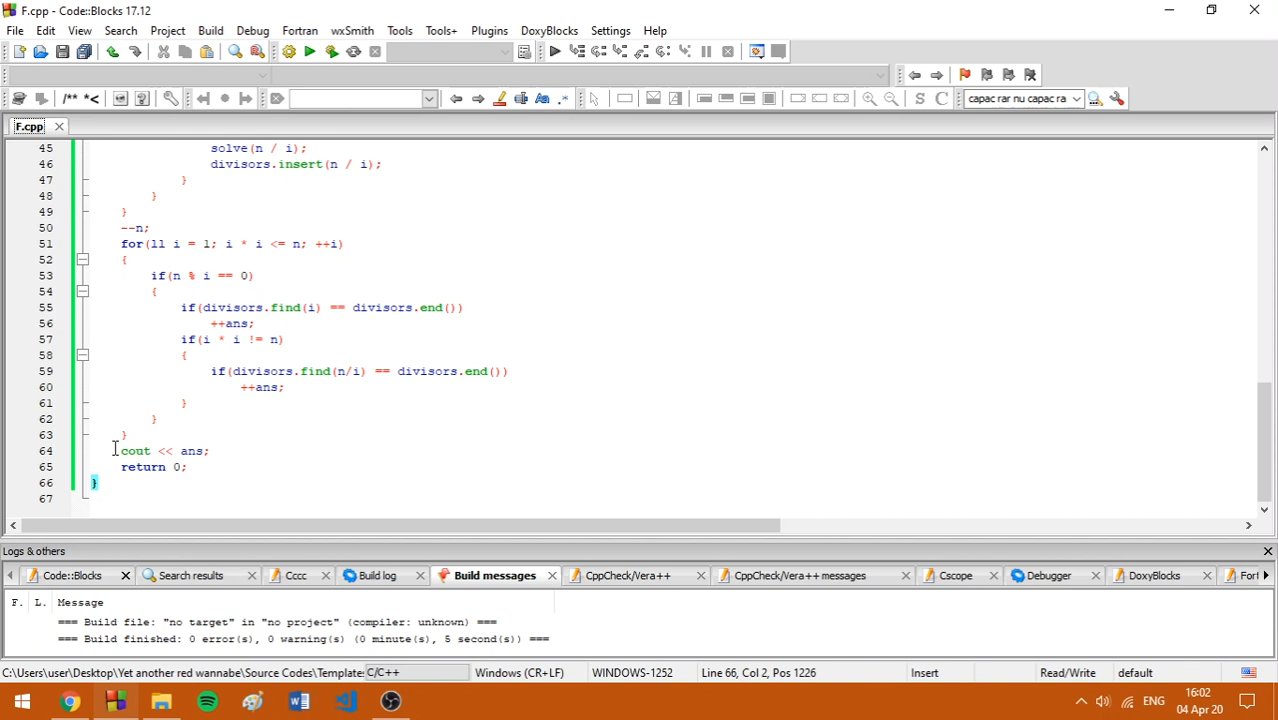 F.cpp - Code::Blocks 17.12
File Edit View Search Project Build Debug Fortran wxSmith Tools Tools+ Plugins DoxyBlocks Settings Help
/** *< capac rar nu capac ra
F.cpp
45 solve(n / i);
46 divisors.insert(n / i);
47 }
48 }
49 }
50 --n;
51 for(ll i = 1; i * i <= n; ++i)
52 {
53 if(n % i == 0)
54 {
55 if(divisors.find(i) == divisors.end())
56 ++ans;
57 if(i * i != n)
58 {
59 if(divisors.find(n/i) == divisors.end())
60 ++ans;
61 }
62 }
63 }
64 cout << ans;
65 return 0;
66 }
67
Logs & others
Code::Blocks Search results Cccc Build log Build messages CppCheck/Vera++ CppCheck/Vera++ messages Cscope Debugger DoxyBlocks Fort
F. L. Message
=== Build file: "no target" in "no project" (compiler: unknown) ===
=== Build finished: 0 error(s), 0 warning(s) (0 minute(s), 5 second(s)) ===
C:\Users\user\Desktop\Yet another red wannabe\Source Codes\Template: C/C++ Windows (CR+LF) WINDOWS-1252 Line 66, Col 2, Pos 1226 Insert Read/Write default
ENG 16:02
04 Apr 20